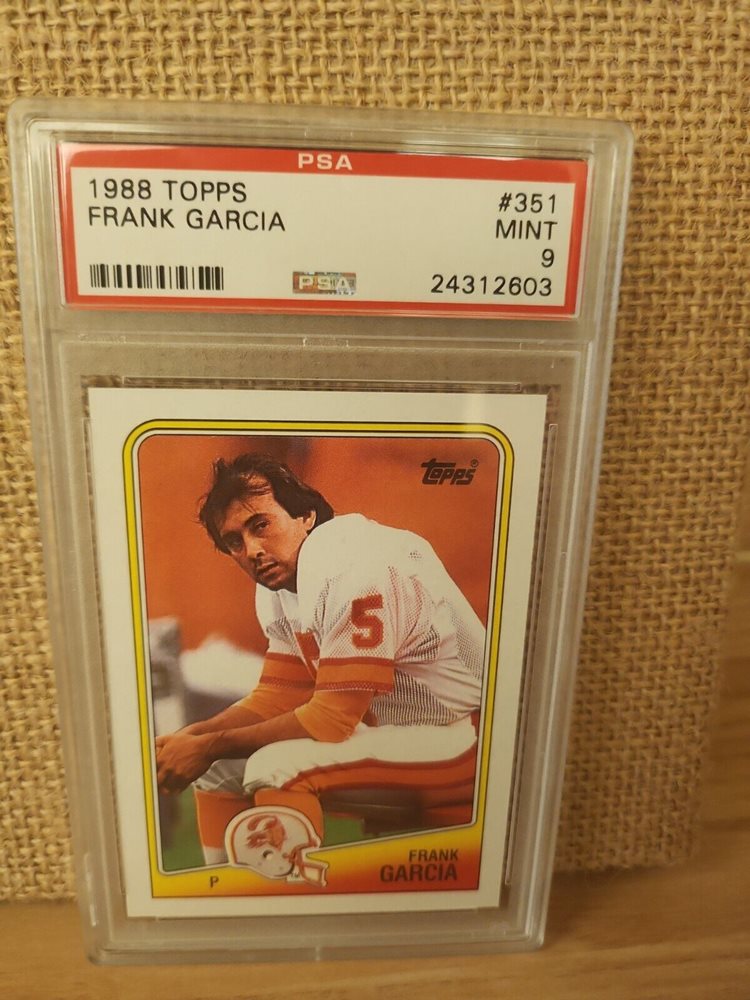 PSA
1988 TOPPS #351
FRANK GARCIA MINT
9
PSA 24312603
Topps®
5
FRANK
P GARCIA